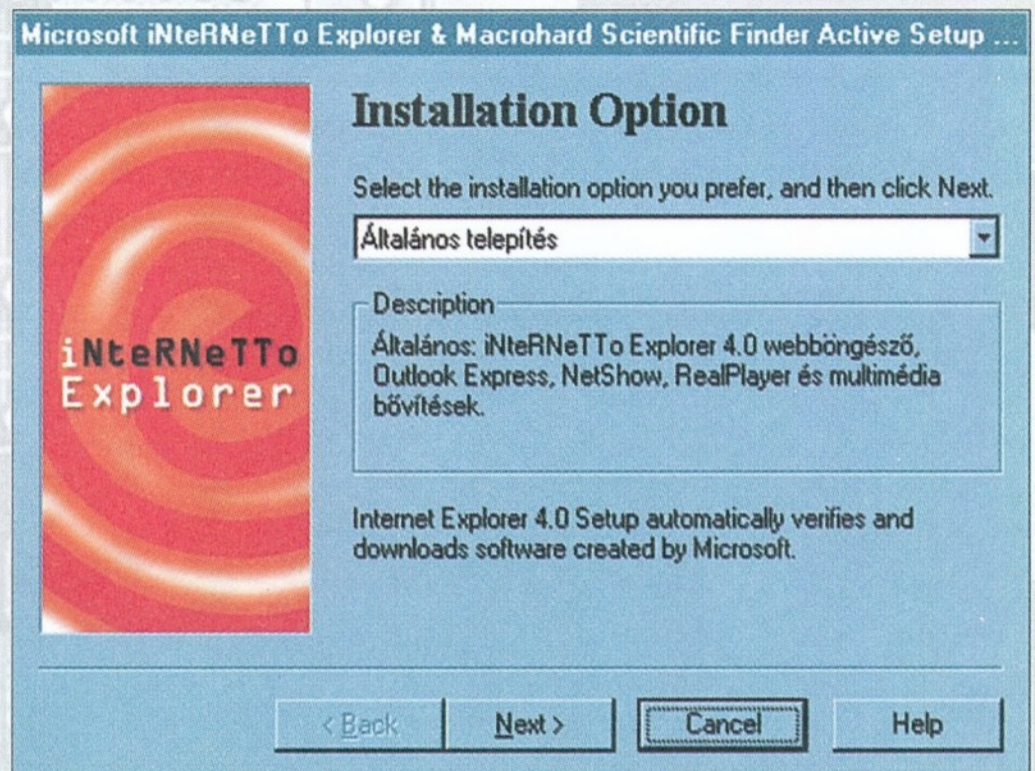 Microsoft iNteRNeTTo Explorer & Macrohard Scientific Finder Active Setup ...
Installation Option
Select the installation option you prefer, and then click Next.
Általános telepítés
Description
Általános: iNteRNeTTo Explorer 4.0 webböngésző,
Outlook Express, NetShow, RealPlayer és multimédia
bővítések.
iNteRNeTTo
Explorer
Internet Explorer 4.0 Setup automatically verifies and
downloads software created by Microsoft.
< Back
Next >
Cancel
Help